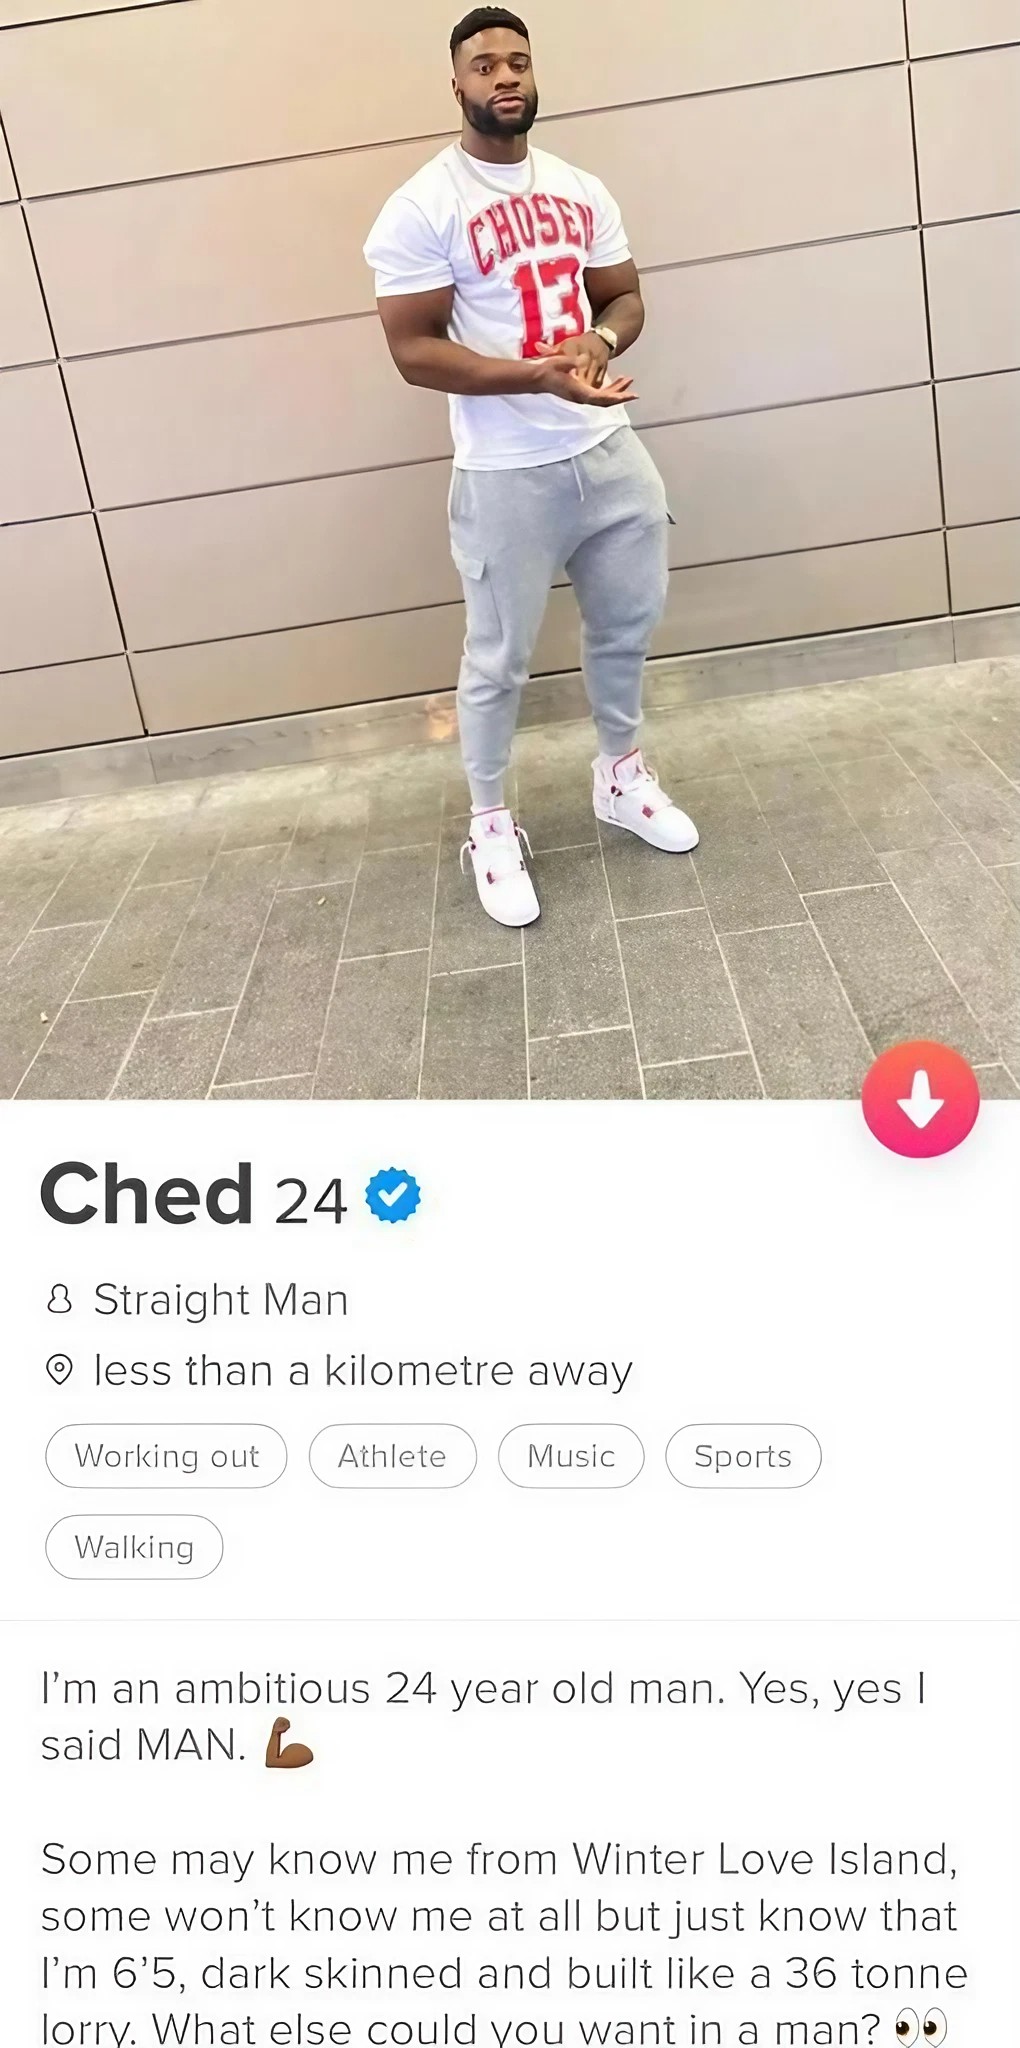 CHOSEN
13
Ched 24
Straight Man
less than a kilometre away
Working out
Athlete
Music
Sports
Walking
I'm an ambitious 24 year old man. Yes, yes I
said MAN. 💪🏾
Some may know me from Winter Love Island,
some won't know me at all but just know that
I'm 6'5, dark skinned and built like a 36 tonne
lorry. What else could you want in a man? 👀